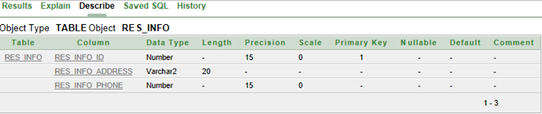 Results Explain Describe Saved SQL History
Object Type TABLE Object RES_INFO
Table Column Data Type Length Precision Scale Primary Key Nullable Default Comment
RES_INFO RES_INFO_ID Number - 15 0 1 - - -
RES_INFO_ADDRESS Varchar2 20 - - - - - -
RES_INFO_PHONE Number - 15 0 - - - -
1 - 3